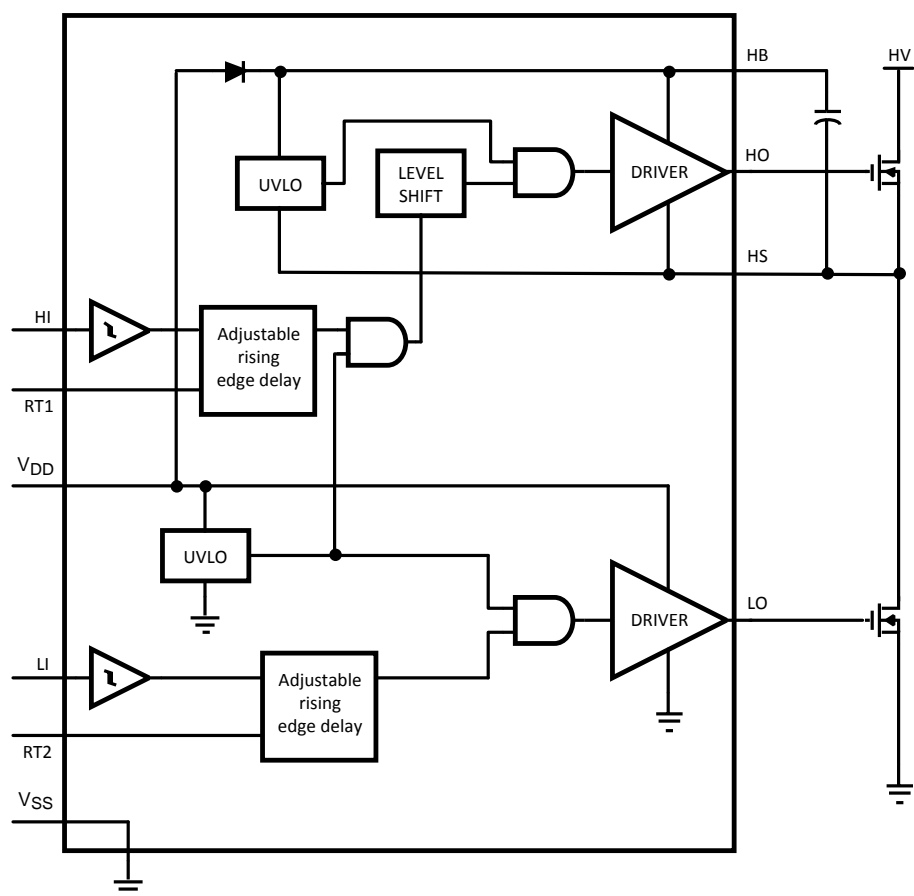 HB
HV
UVLO
LEVEL
SHIFT
DRIVER
HO
HS
HI
Adjustable
rising
edge delay
RT1
VDD
UVLO
DRIVER
LO
LI
Adjustable
rising
edge delay
RT2
VSS